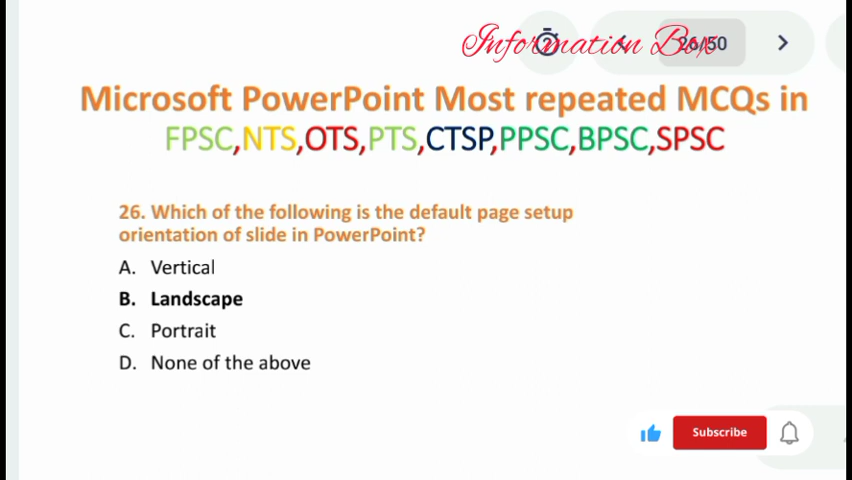 Information Box
26/50
Microsoft PowerPoint Most repeated MCQs in
FPSC,NTS,OTS,PTS,CTSP,PPSC,BPSC,SPSC
26. Which of the following is the default page setup
orientation of slide in PowerPoint?
A. Vertical
B. Landscape
C. Portrait
D. None of the above
Subscribe